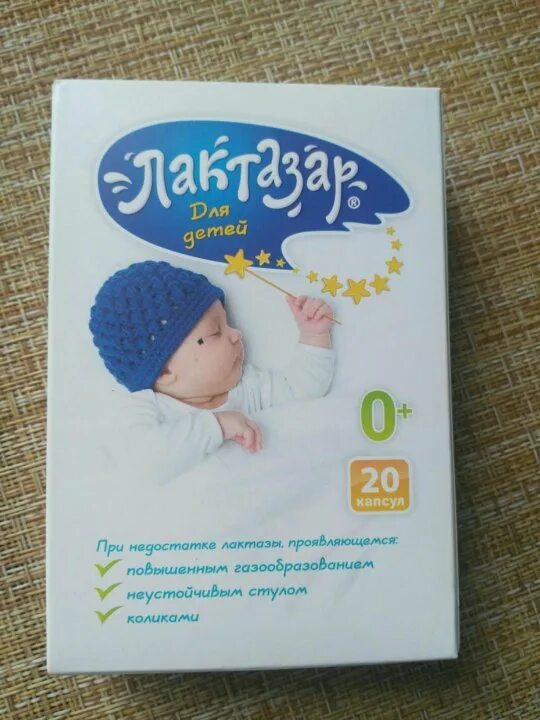 Лактазар®
Для
детей
0+
20
капсул
При недостатке лактазы, проявляющемся:
повышенным газообразованием
неустойчивым стулом
коликами